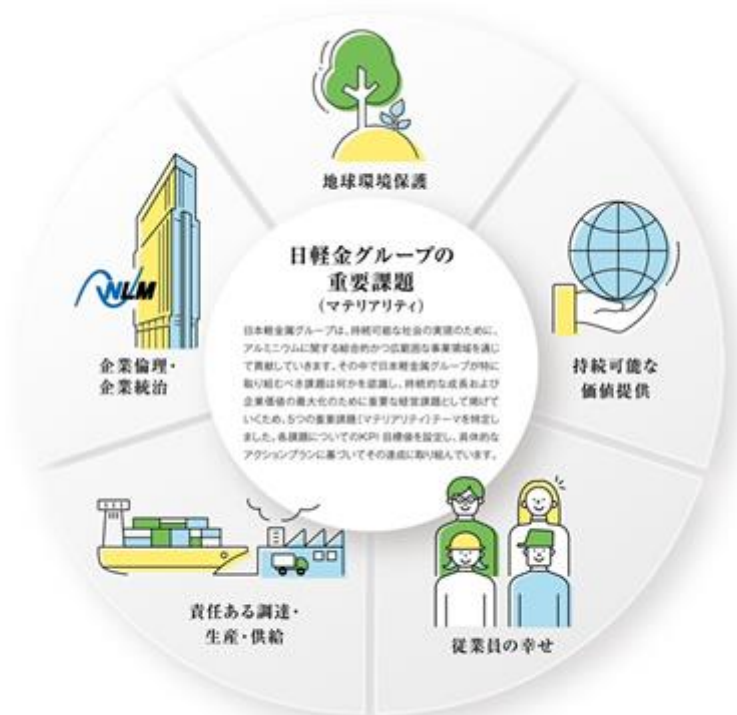 地球環境保護
日軽金グループの
重要課題
（マテリアリティ）
日本軽金属グループは、持続可能な社会の実現のために、
アルミニウムに関する総合的かつ広範囲な事業領域を通じ
て貢献していきます。その中で日本軽金属グループが特に
取り組むべき課題は何かを認識し、持続的な成長および
企業価値の最大化のために重要な経営課題として掲げて
いくため、5つの重要課題（マテリアリティ）テーマを特定し
ました。各課題についてのKPI 目標値を設定し、具体的な
アクションプランに基づいてその達成に取り組んでいます。
持続可能な
価値提供
従業員の幸せ
責任ある調達・
生産・供給
NLM
企業倫理・
企業統治